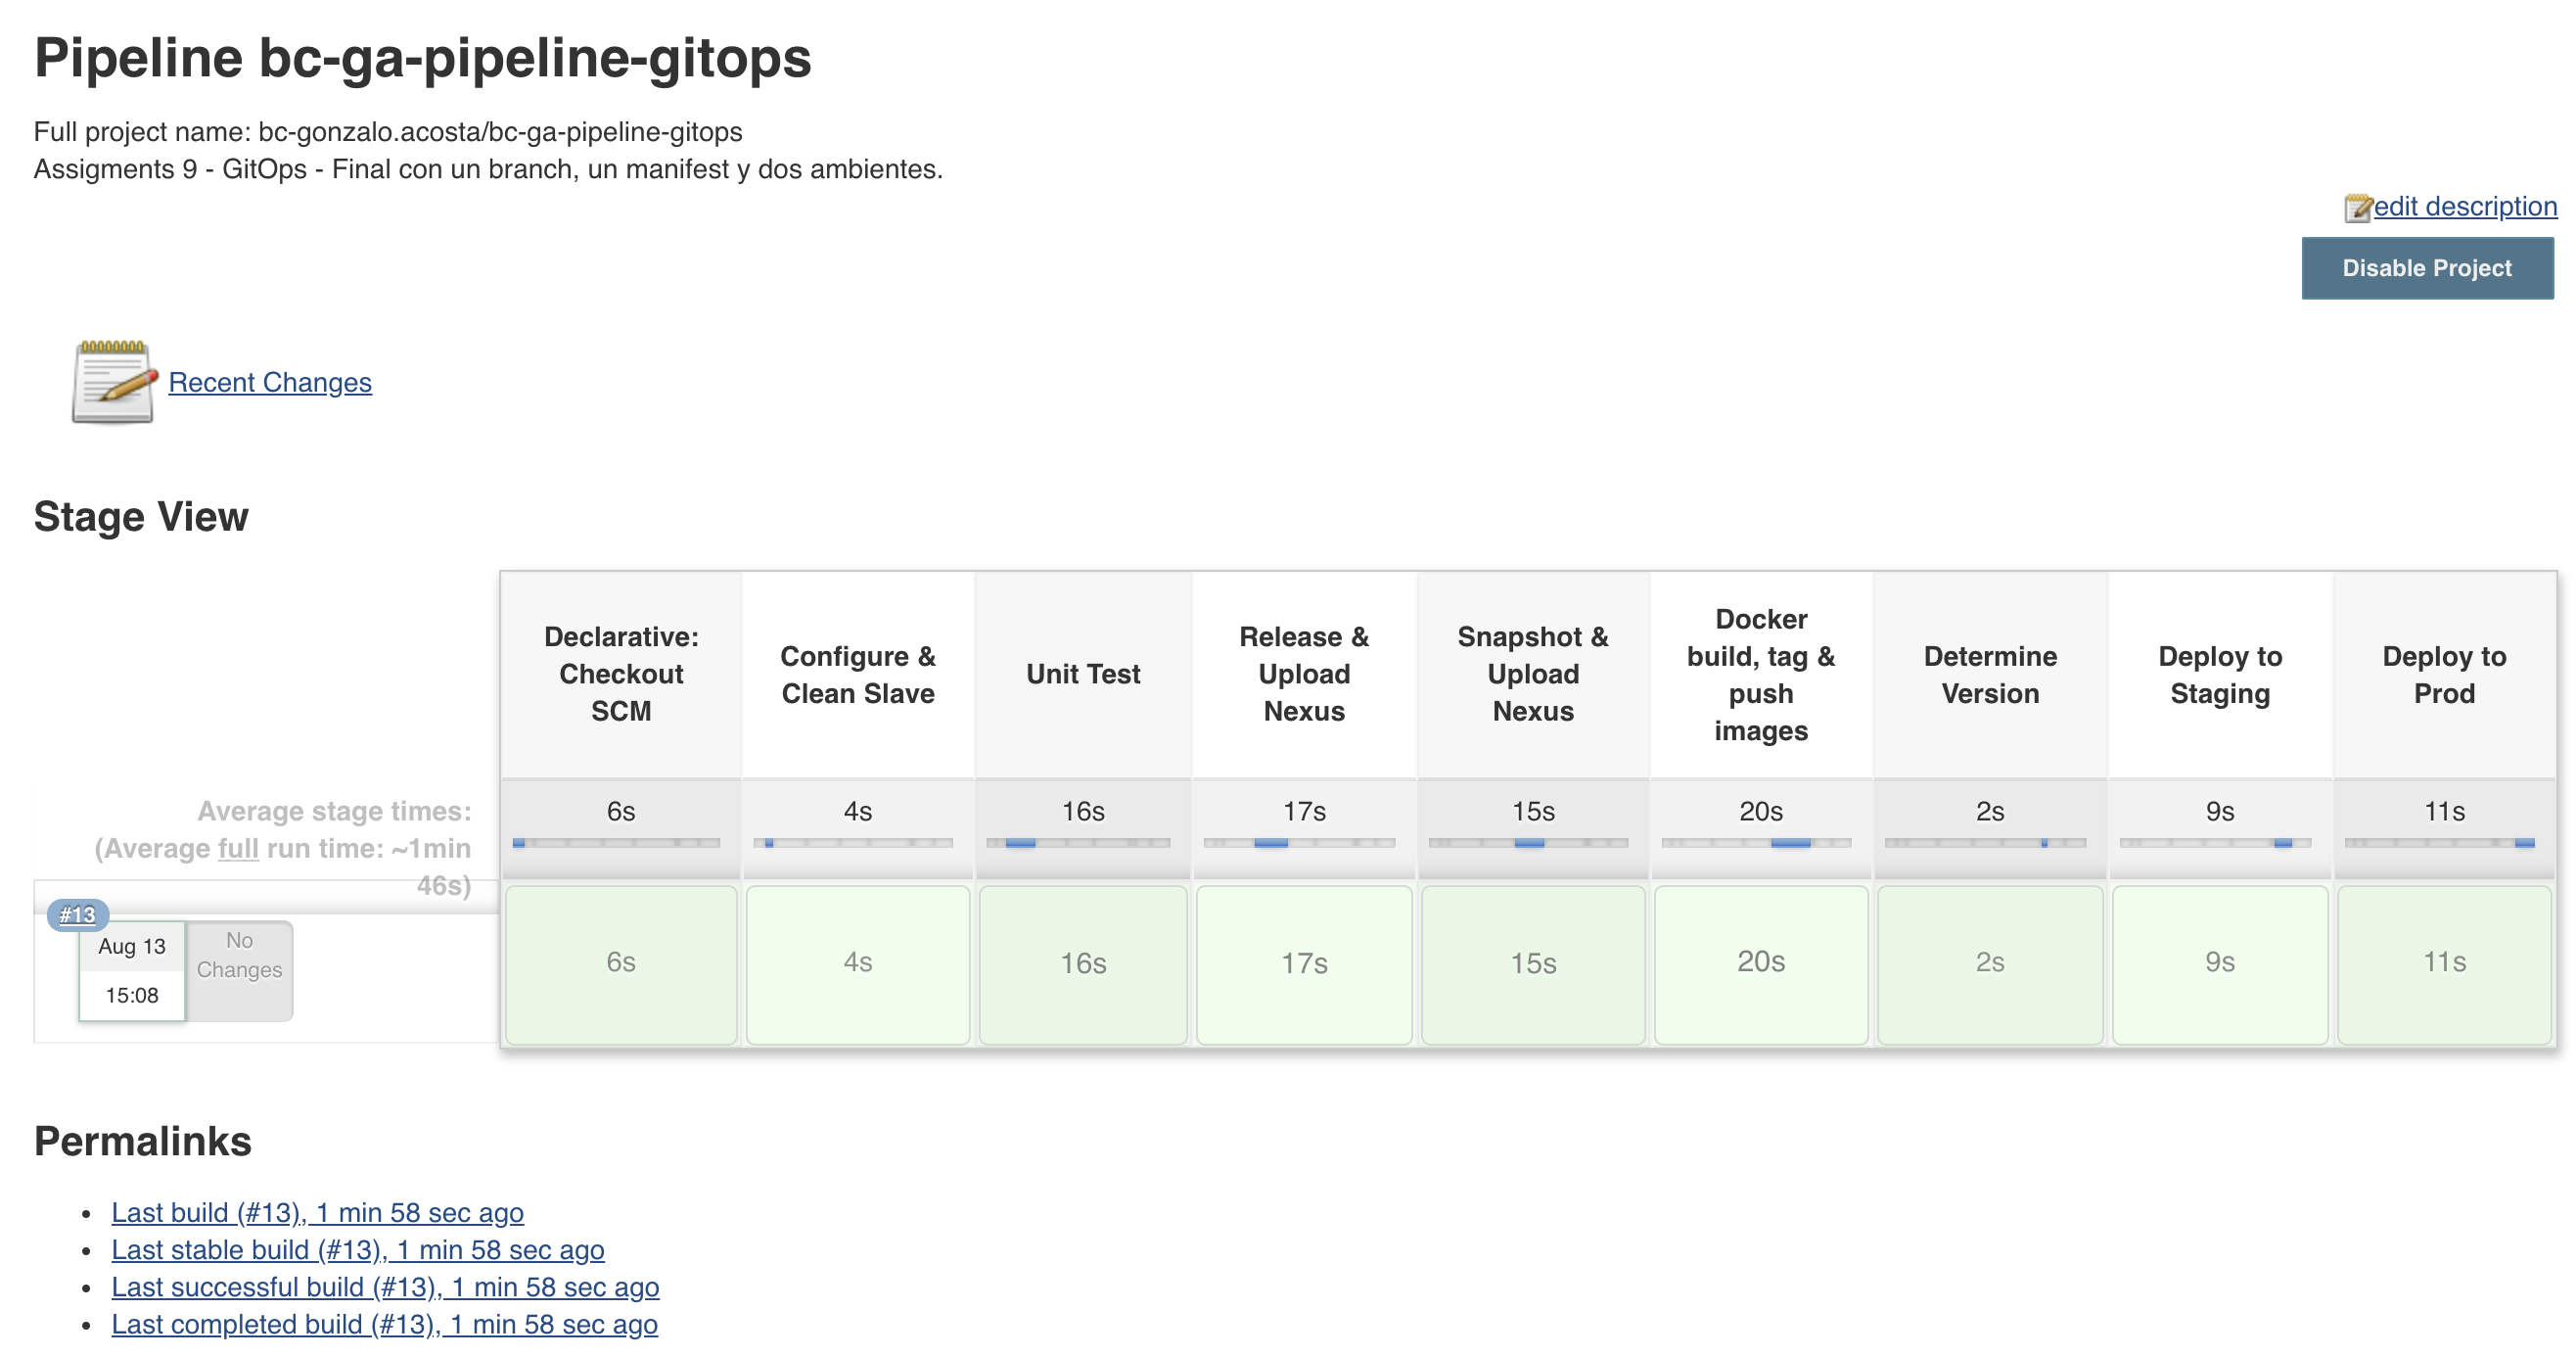 Pipeline bc-ga-pipeline-gitops
Full project name: bc-gonzalo.acosta/bc-ga-pipeline-gitops
Assigments 9 - GitOps - Final con un branch, un manifest y dos ambientes.
edit description
Disable Project
Recent Changes
Stage View
Declarative:
Checkout
SCM
Configure &
Clean Slave
Unit Test
Release &
Upload
Nexus
Snapshot &
Upload
Nexus
Docker
build, tag &
push
images
Determine
Version
Deploy to
Staging
Deploy to
Prod
Average stage times:
(Average full run time: ~1min
46s)
6s
4s
16s
17s
15s
20s
2s
9s
11s
#13
Aug 13
15:08
No
Changes
6s
4s
16s
17s
15s
20s
2s
9s
11s
Permalinks
Last build (#13), 1 min 58 sec ago
Last stable build (#13), 1 min 58 sec ago
Last successful build (#13), 1 min 58 sec ago
Last completed build (#13), 1 min 58 sec ago